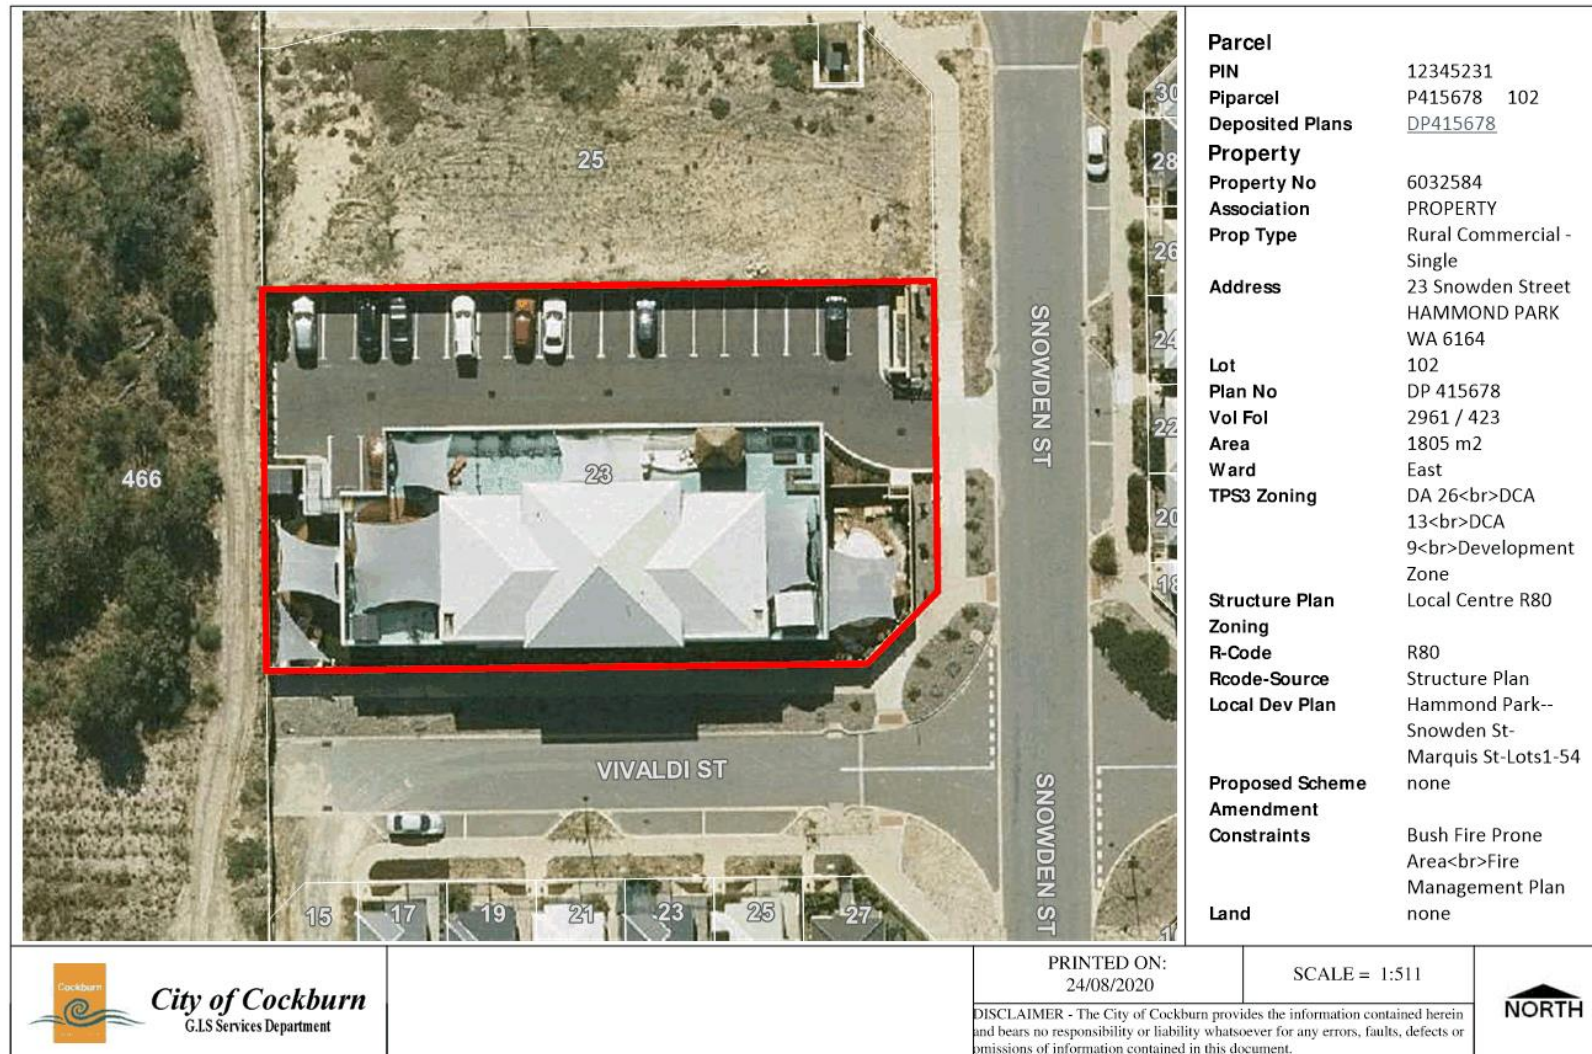 25
30
28
26
24
22
20
18
23
466
SNOWDEN ST
VIVALDI ST
SNOWDEN ST
15
17
19
21
23
25
27
Parcel
PIN 12345231
Piparcel P415678 102
Deposited Plans DP415678
Property
Property No 6032584
Association PROPERTY
Prop Type Rural Commercial -
Single
Address 23 Snowden Street
HAMMOND PARK
WA 6164
Lot 102
Plan No DP 415678
Vol Fol 2961 / 423
Area 1805 m2
Ward East
TPS3 Zoning DA 26<br>DCA
13<br>DCA
9<br>Development
Zone
Structure Plan Local Centre R80
Zoning
R-Code R80
Rcode-Source Structure Plan
Local Dev Plan Hammond Park--
Snowden St-
Marquis St-Lots1-54
Proposed Scheme none
Amendment
Constraints Bush Fire Prone
Area<br>Fire
Management Plan
Land none
Cockburn
City of Cockburn
G.I.S Services Department
PRINTED ON:
24/08/2020
SCALE = 1:511
DISCLAIMER - The City of Cockburn provides the information contained herein
and bears no responsibility or liability whatsoever for any errors, faults, defects or
omissions of information contained in this document.
NORTH